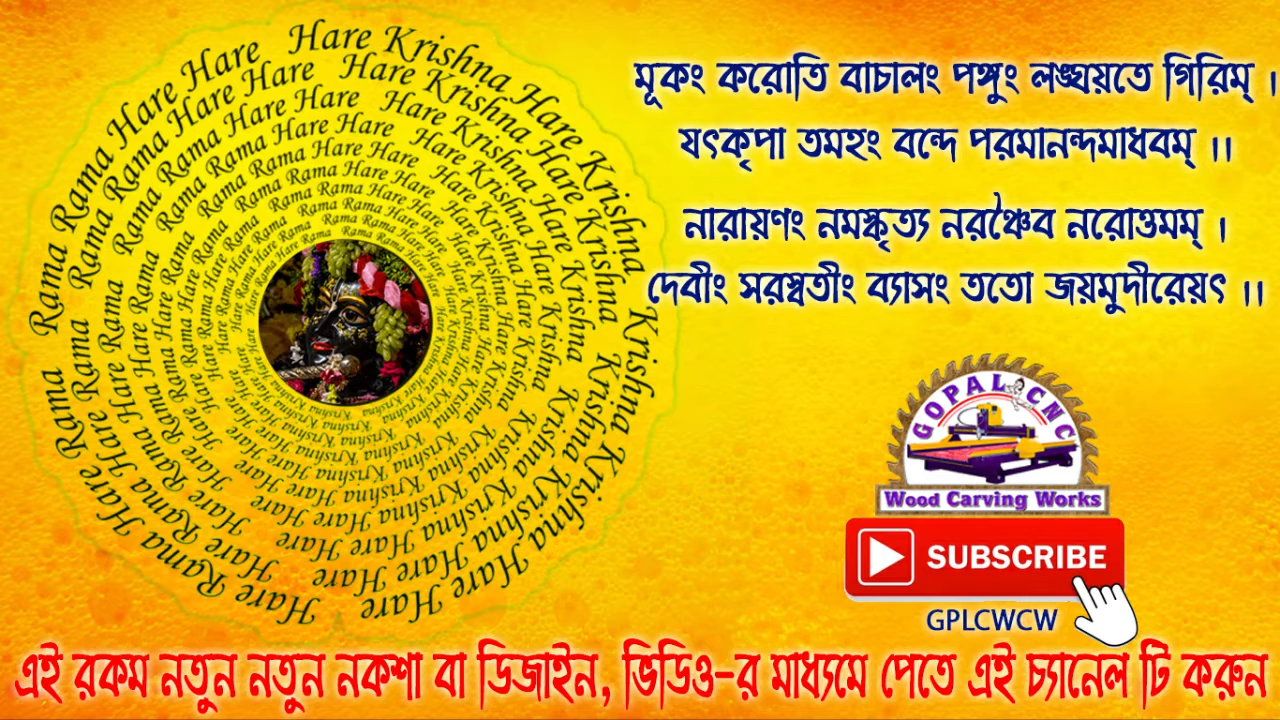 Hare Krishna Hare Krishna Krishna Krishna Hare Hare Hare Rama Hare Rama Rama Rama Hare Hare
মূকং করোতি বাচালং পঙ্গুং লঙ্ঘয়তে গিরিম্ ।
যৎকৃপা তমহং বন্দে পরমানন্দমাধবম্ ।।
নারায়ণং নমস্কৃত্য নরঞ্চৈব নরোত্তমম্ ।
দেবীং সরস্বতীং ব্যাসং ততো জয়মুদীরেয়ৎ ।।
GOPAL CNC
Wood Carving Works
SUBSCRIBE
GPLCWCW
এই রকম নতুন নতুন নকশা বা ডিজাইন, ভিডিও-র মাধ্যমে পেতে এই চ্যানেল টি করুন